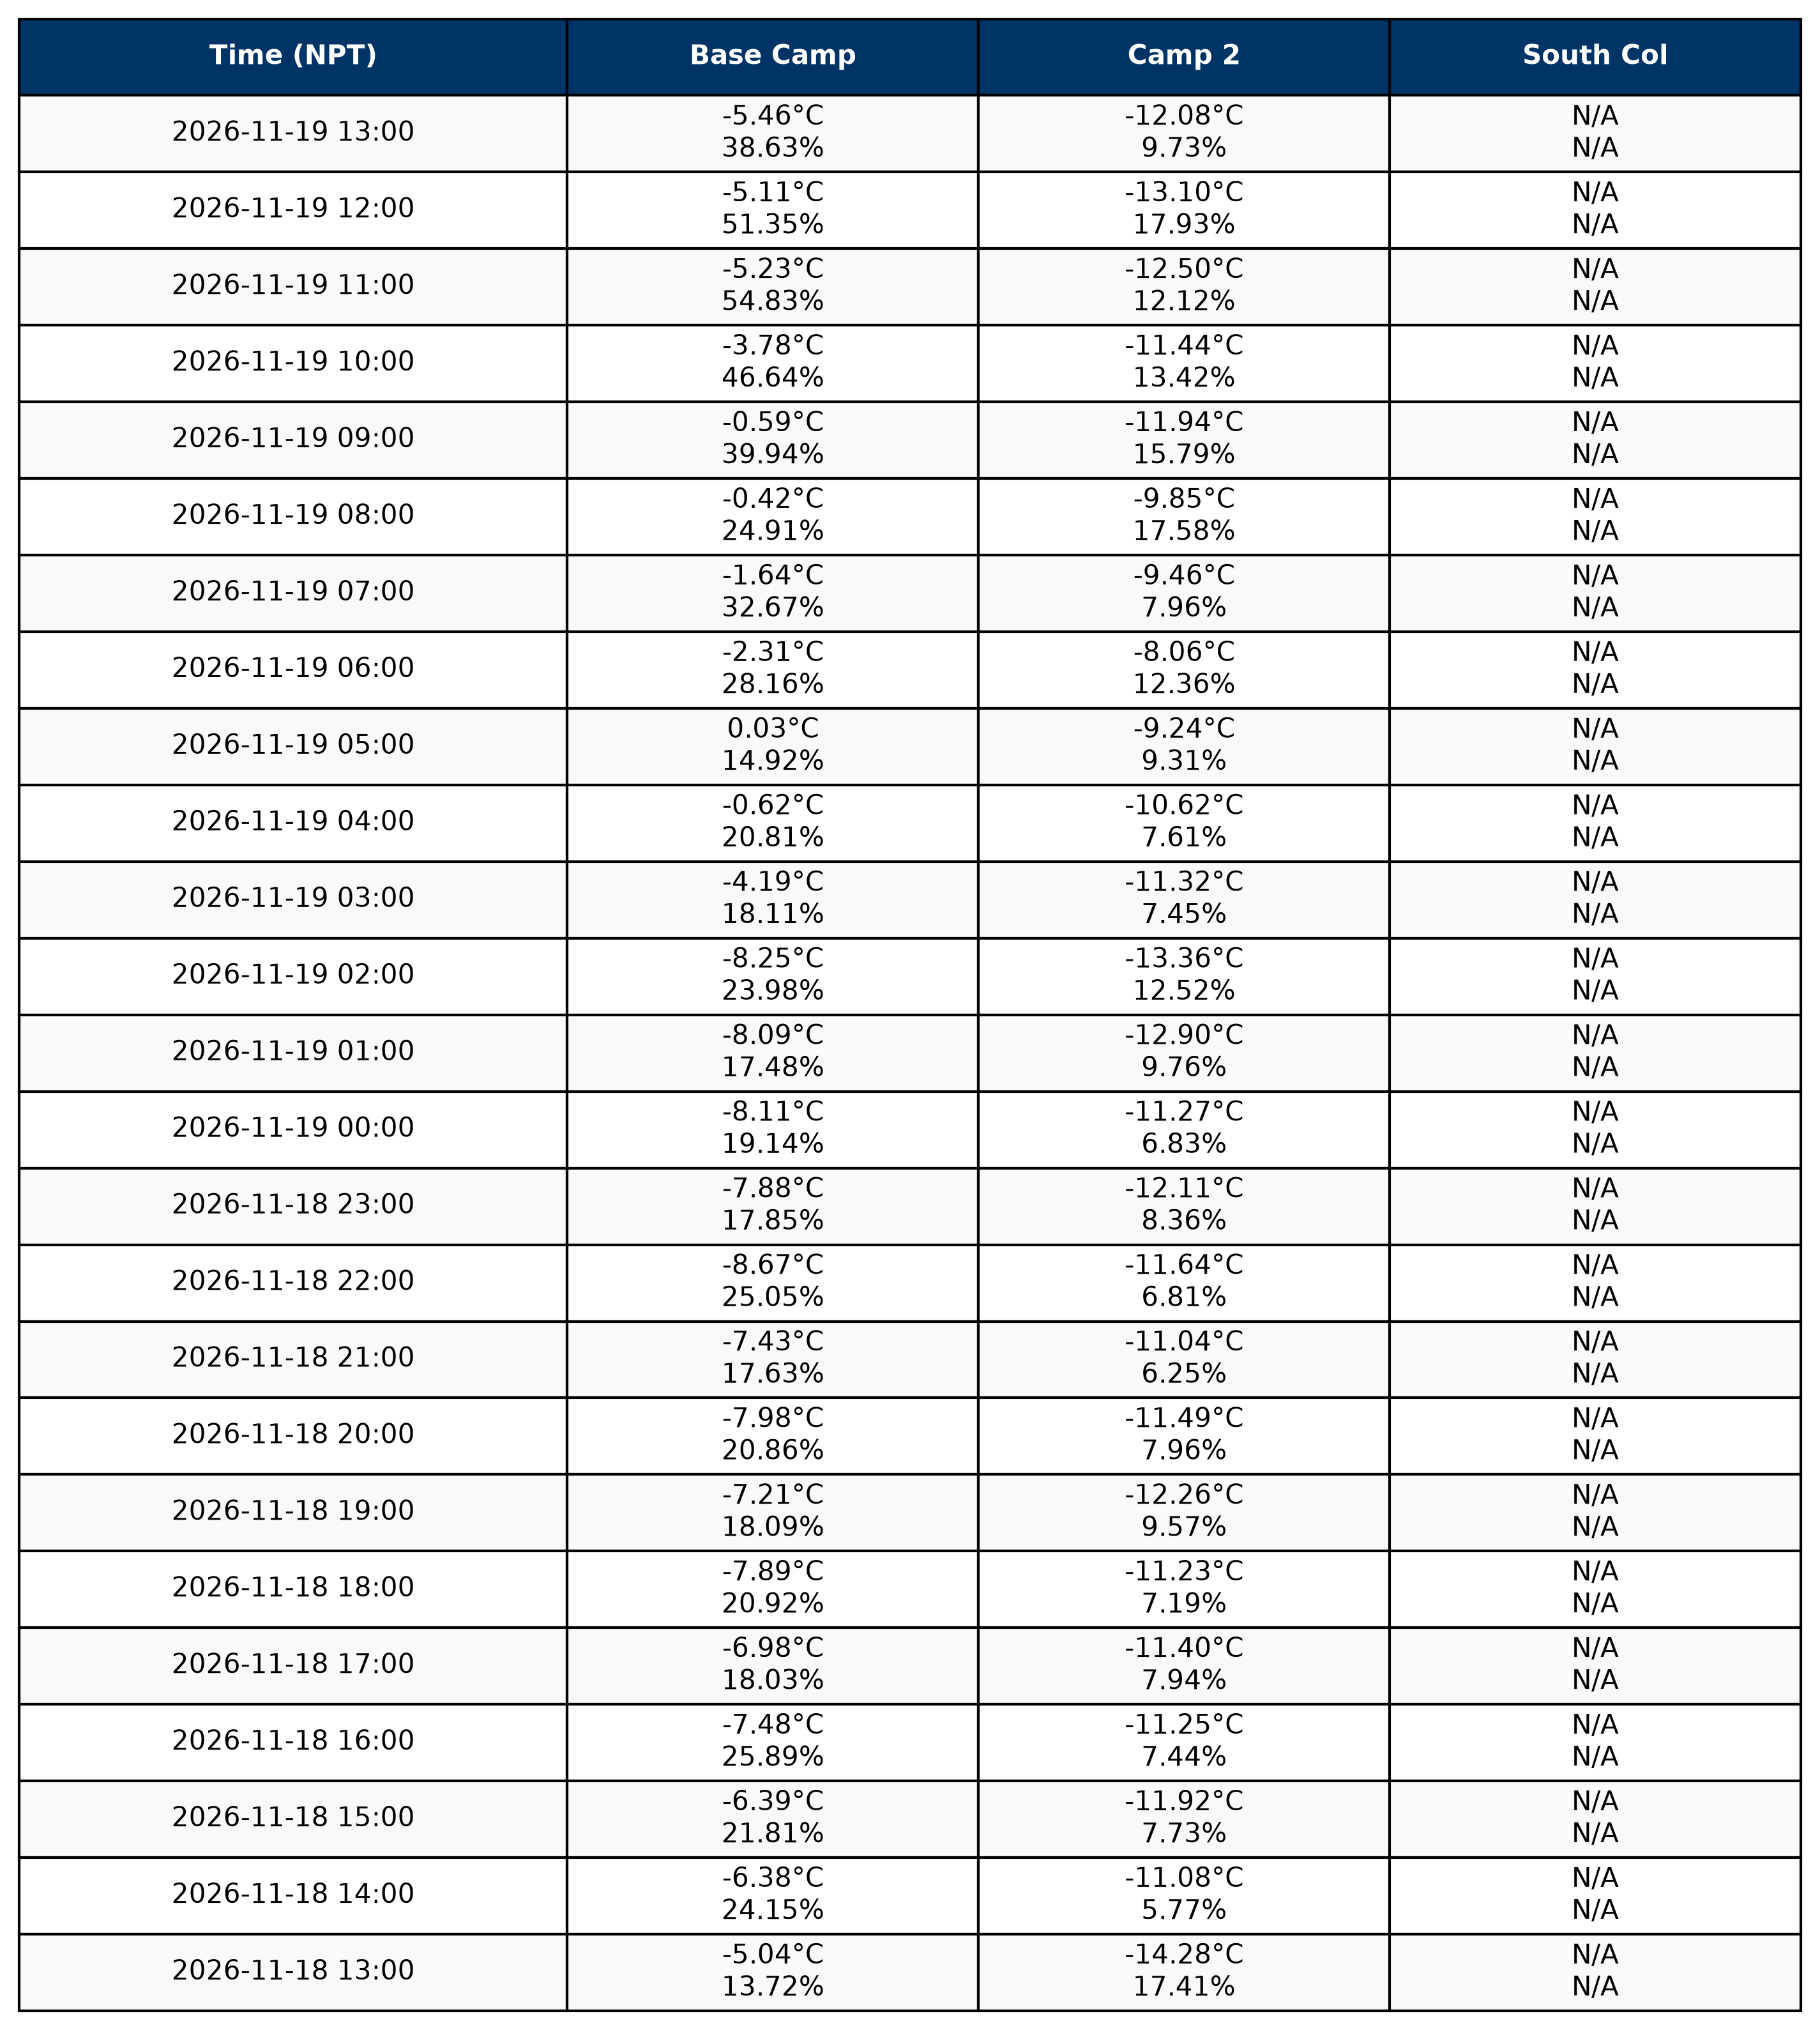 Time (NPT) Base Camp Camp 2 South Col
2026-11-19 13:00 -5.46°C -12.08°C N/A
38.63% 9.73% N/A
2026-11-19 12:00 -5.11°C -13.10°C N/A
51.35% 17.93% N/A
2026-11-19 11:00 -5.23°C -12.50°C N/A
54.83% 12.12% N/A
2026-11-19 10:00 -3.78°C -11.44°C N/A
46.64% 13.42% N/A
2026-11-19 09:00 -0.59°C -11.94°C N/A
39.94% 15.79% N/A
2026-11-19 08:00 -0.42°C -9.85°C N/A
24.91% 17.58% N/A
2026-11-19 07:00 -1.64°C -9.46°C N/A
32.67% 7.96% N/A
2026-11-19 06:00 -2.31°C -8.06°C N/A
28.16% 12.36% N/A
2026-11-19 05:00 0.03°C -9.24°C N/A
14.92% 9.31% N/A
2026-11-19 04:00 -0.62°C -10.62°C N/A
20.81% 7.61% N/A
2026-11-19 03:00 -4.19°C -11.32°C N/A
18.11% 7.45% N/A
2026-11-19 02:00 -8.25°C -13.36°C N/A
23.98% 12.52% N/A
2026-11-19 01:00 -8.09°C -12.90°C N/A
17.48% 9.76% N/A
2026-11-19 00:00 -8.11°C -11.27°C N/A
19.14% 6.83% N/A
2026-11-18 23:00 -7.88°C -12.11°C N/A
17.85% 8.36% N/A
2026-11-18 22:00 -8.67°C -11.64°C N/A
25.05% 6.81% N/A
2026-11-18 21:00 -7.43°C -11.04°C N/A
17.63% 6.25% N/A
2026-11-18 20:00 -7.98°C -11.49°C N/A
20.86% 7.96% N/A
2026-11-18 19:00 -7.21°C -12.26°C N/A
18.09% 9.57% N/A
2026-11-18 18:00 -7.89°C -11.23°C N/A
20.92% 7.19% N/A
2026-11-18 17:00 -6.98°C -11.40°C N/A
18.03% 7.94% N/A
2026-11-18 16:00 -7.48°C -11.25°C N/A
25.89% 7.44% N/A
2026-11-18 15:00 -6.39°C -11.92°C N/A
21.81% 7.73% N/A
2026-11-18 14:00 -6.38°C -11.08°C N/A
24.15% 5.77% N/A
2026-11-18 13:00 -5.04°C -14.28°C N/A
13.72% 17.41% N/A